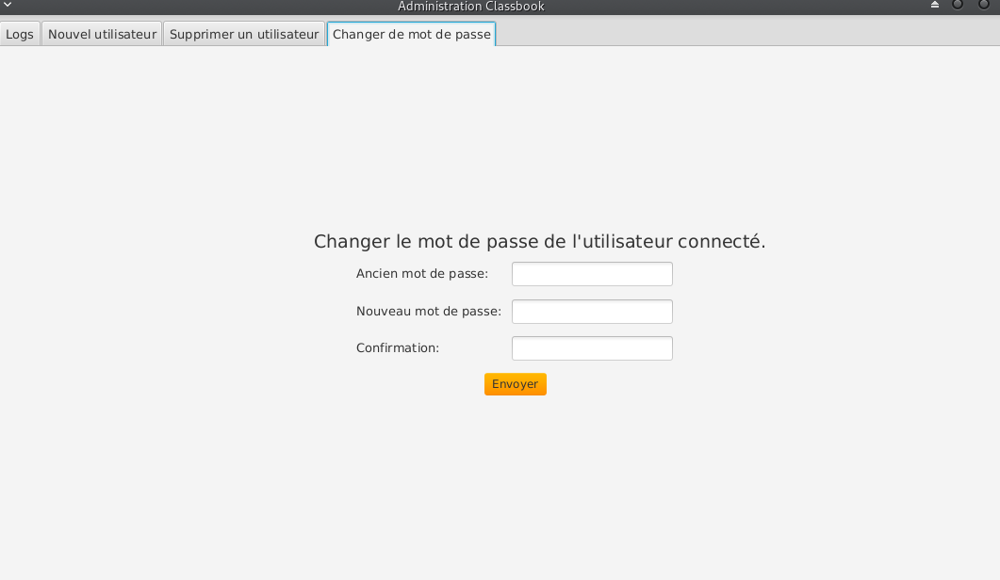 Administration Classbook
Logs Nouvel utilisateur Supprimer un utilisateur Changer de mot de passe
Changer le mot de passe de l'utilisateur connecté.
Ancien mot de passe:
Nouveau mot de passe:
Confirmation:
Envoyer